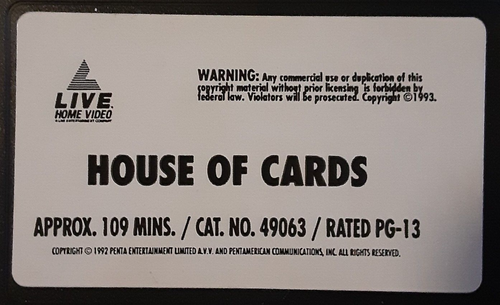 LIVE
HOME VIDEO
A LIVE ENTERTAINMENT COMPANY
WARNING: Any commercial use or duplication of this
copyright material without prior licensing is forbidden by
federal law. Violators will be prosecuted. Copyright ©1993.
HOUSE OF CARDS
APPROX. 109 MINS. / CAT. NO. 49063 / RATED PG-13
COPYRIGHT © 1992 PENTA ENTERTAINMENT LIMITED A.V.V. AND PENTAMERICAN COMMUNICATIONS, INC. ALL RIGHTS RESERVED.